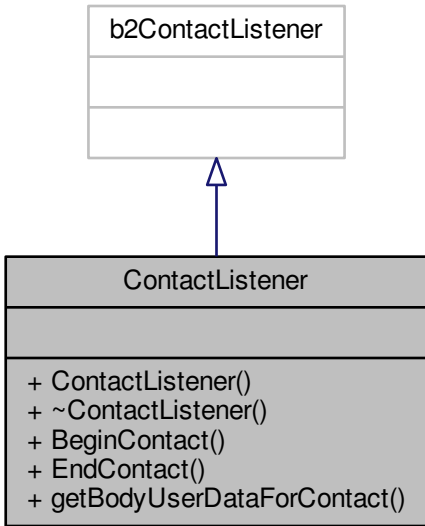 b2ContactListener
ContactListener
+ ContactListener()
+ ~ContactListener()
+ BeginContact()
+ EndContact()
+ getBodyUserDataForContact()